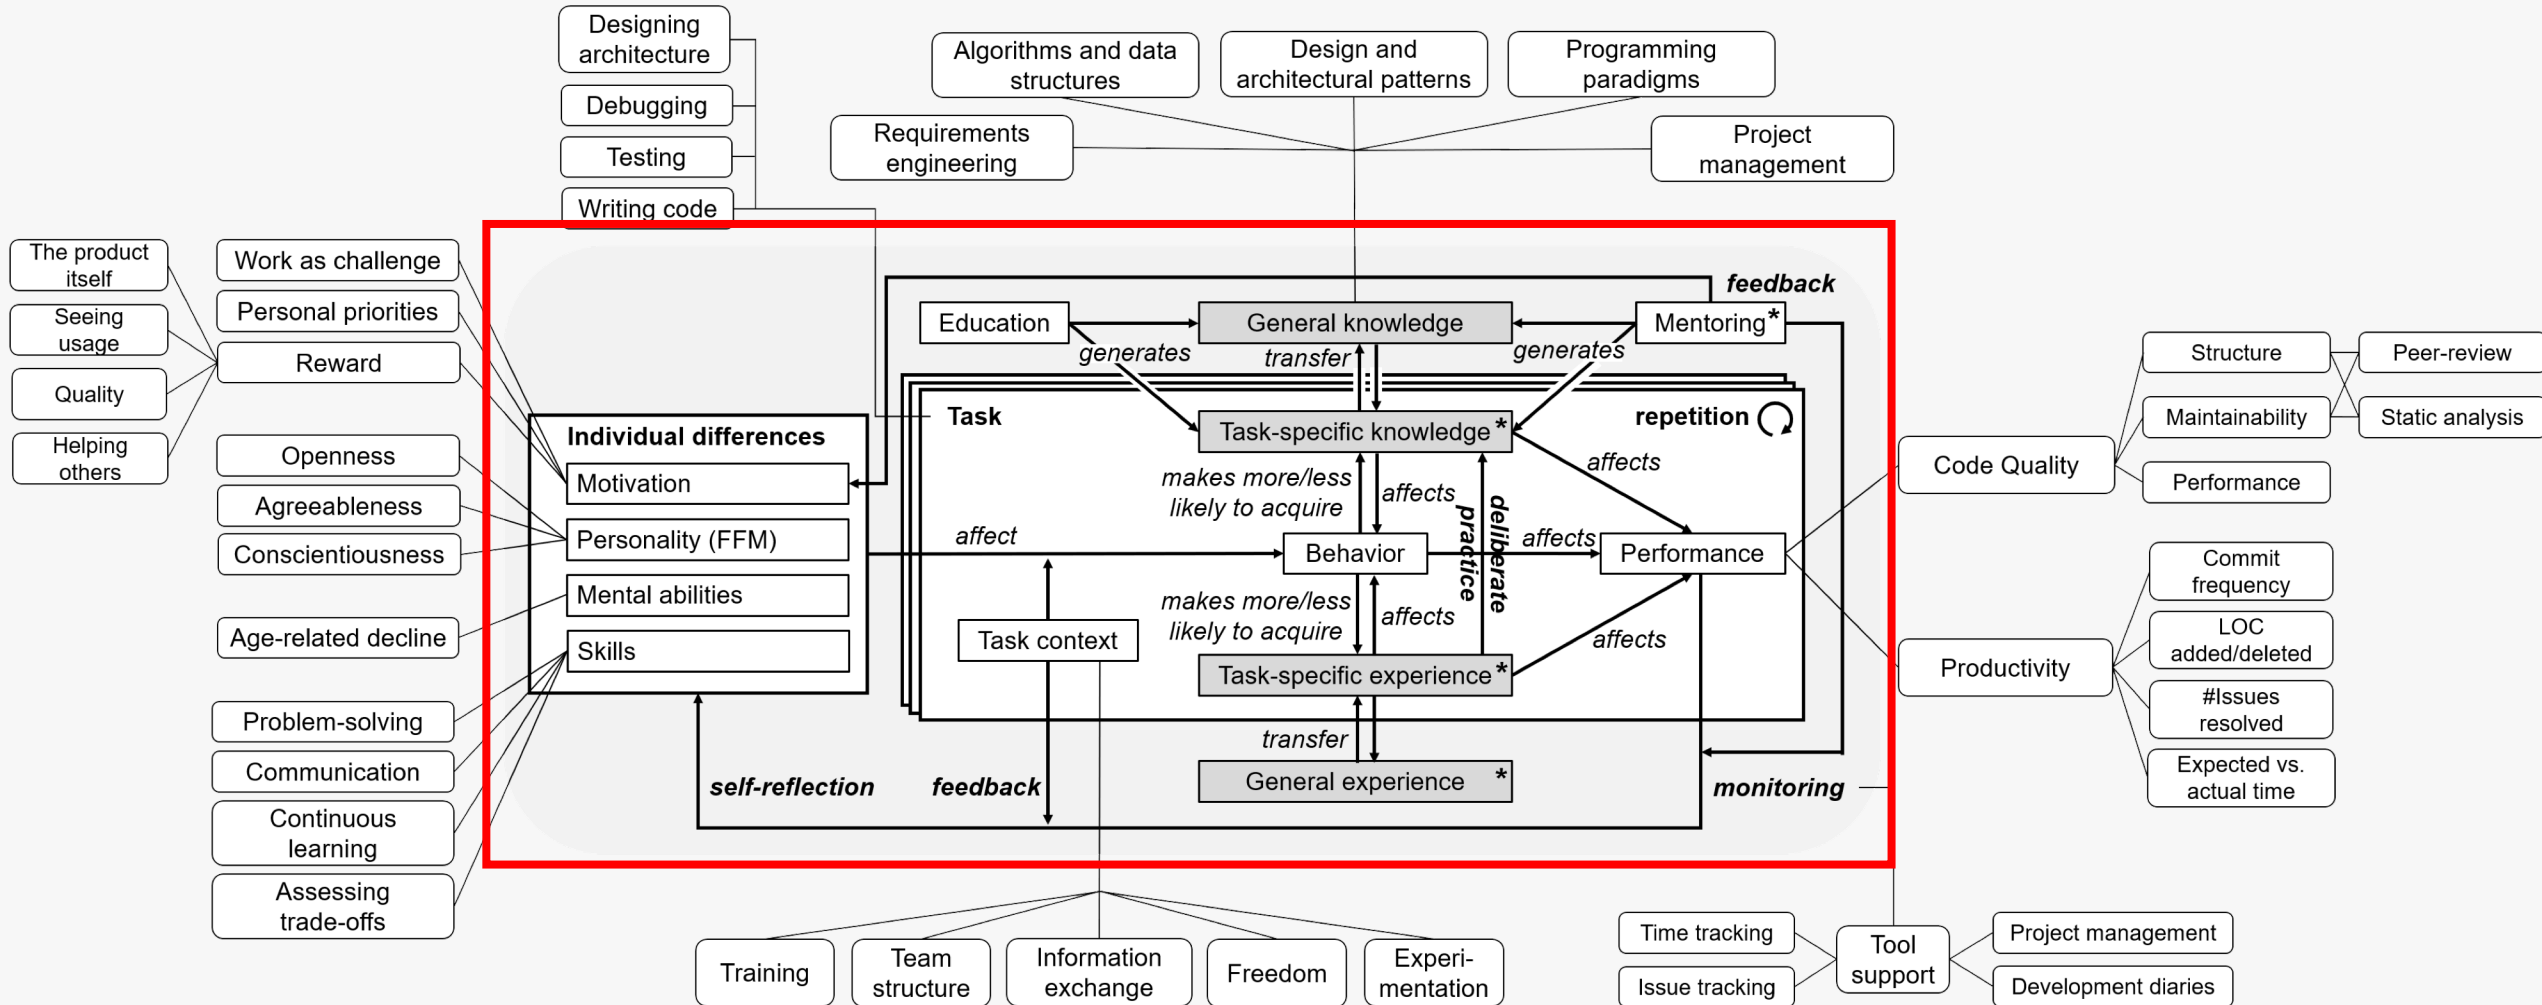 Designing
architecture
Debugging
Testing
Writing code
Algorithms and data
structures
Design and
architectural patterns
Programming
paradigms
Requirements
engineering
Project
management
The product
itself
Seeing
usage
Quality
Helping
others
Work as challenge
Personal priorities
Reward
Openness
Agreeableness
Conscientiousness
Age-related decline
Problem-solving
Communication
Continuous
learning
Assessing
trade-offs
Individual differences
Motivation
Personality (FFM)
Mental abilities
Skills
feedback
Education
General knowledge
Mentoring*
generates
transfer
generates
Task
Task-specific knowledge *
repetition
makes more/less
likely to acquire
affects
deliberate
practice
affects
affect
Behavior
affects
Performance
makes more/less
likely to acquire
affects
affects
Task context
Task-specific experience *
transfer
General experience *
self-reflection
feedback
monitoring
Code Quality
Structure
Maintainability
Performance
Peer-review
Static analysis
Productivity
Commit
frequency
LOC
added/deleted
#Issues
resolved
Expected vs.
actual time
Training
Team
structure
Information
exchange
Freedom
Experi-
mentation
Time tracking
Issue tracking
Tool
support
Project management
Development diaries